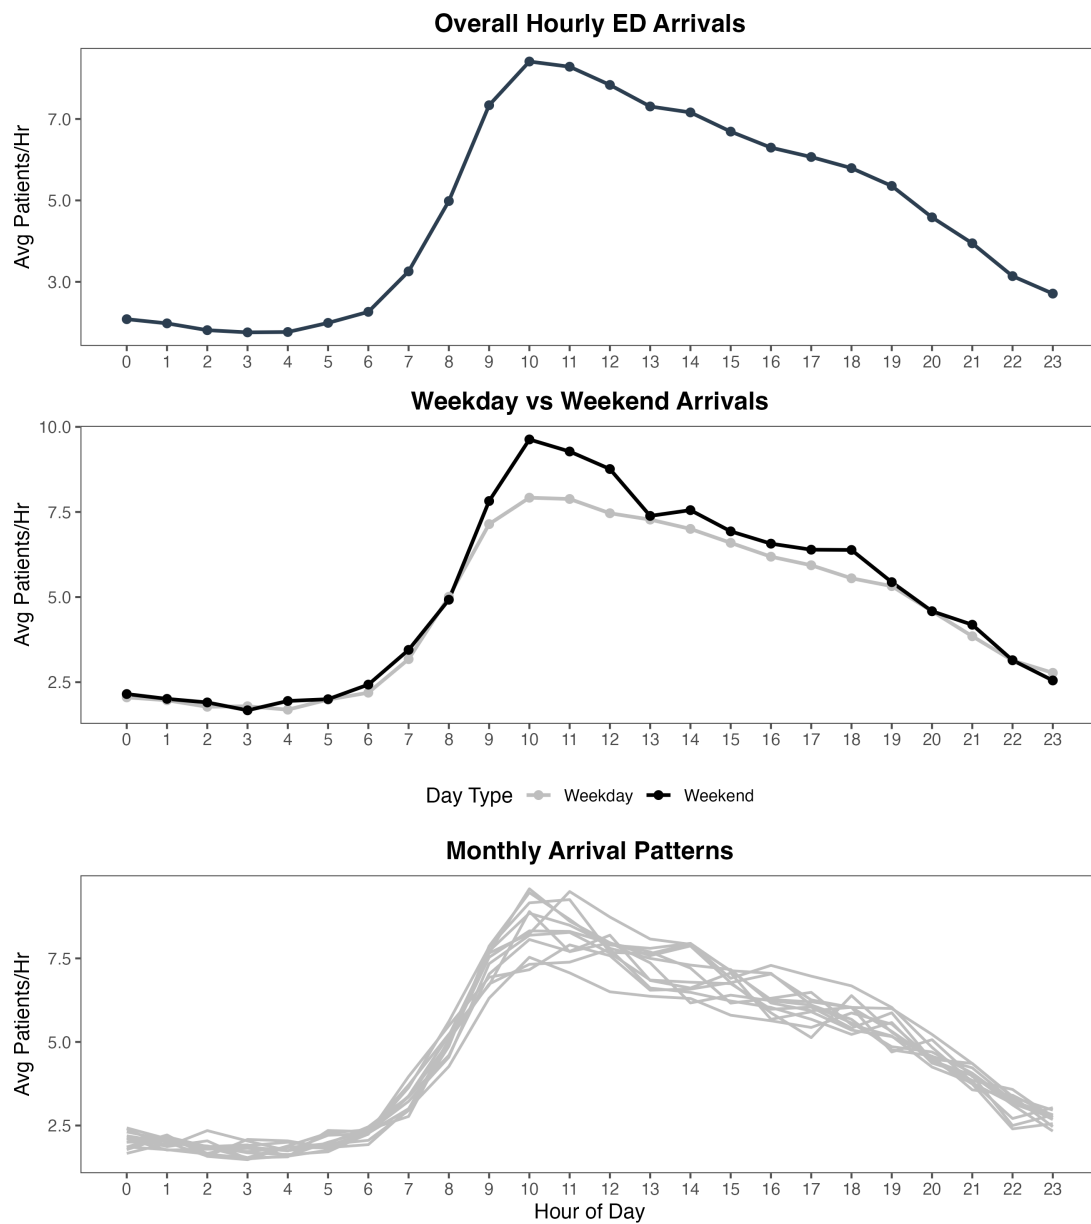 Overall Hourly ED Arrivals
Avg Patients/Hr
7.0
5.0
3.0
0 1 2 3 4 5 6 7 8 9 10 11 12 13 14 15 16 17 18 19 20 21 22 23
Weekday vs Weekend Arrivals
Avg Patients/Hr
10.0
7.5
5.0
2.5
0 1 2 3 4 5 6 7 8 9 10 11 12 13 14 15 16 17 18 19 20 21 22 23
Day Type Weekday Weekend
Monthly Arrival Patterns
Avg Patients/Hr
7.5
5.0
2.5
0 1 2 3 4 5 6 7 8 9 10 11 12 13 14 15 16 17 18 19 20 21 22 23
Hour of Day